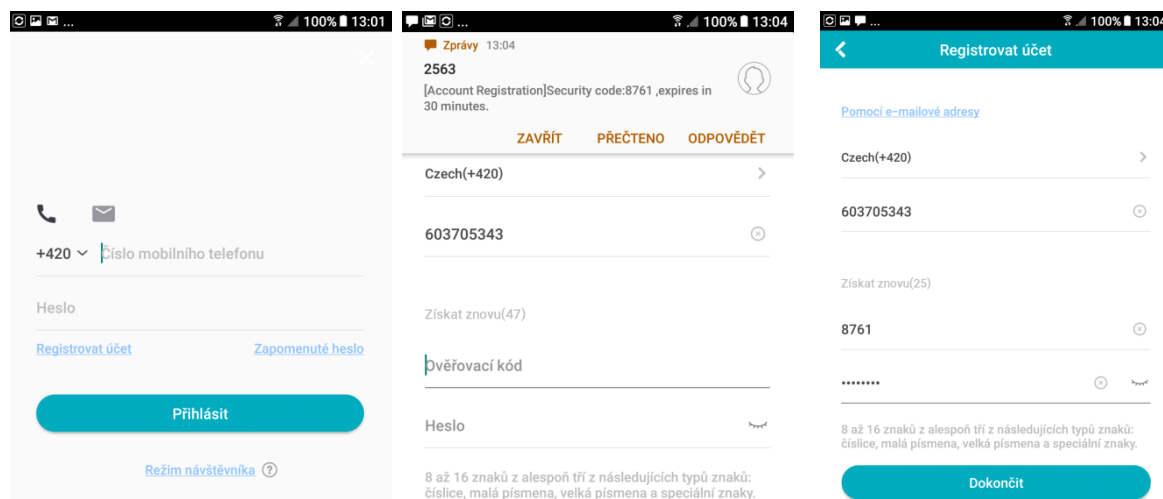 ... 100% 13:01
+420 Číslo mobilního telefonu
Heslo
Registrovat účet Zapomenuté heslo
Přihlásit
Režim návštěvníka ?
... 100% 13:04
Zprávy 13:04
2563
[Account Registration]Security code:8761 ,expires in
30 minutes.
ZAVŘÍT PŘEČTENO ODPOVĚDĚT
Czech(+420)
603705343
Získat znovu(47)
Ověřovací kód
Heslo
8 až 16 znaků z alespoň tří z následujících typů znaků:
číslice, malá písmena, velká písmena a speciální znaky.
... 100% 13:04
Registrovat účet
Pomocí e-mailové adresy
Czech(+420)
603705343
Získat znovu(25)
8761
••••••••
8 až 16 znaků z alespoň tří z následujících typů znaků:
číslice, malá písmena, velká písmena a speciální znaky.
Dokončit